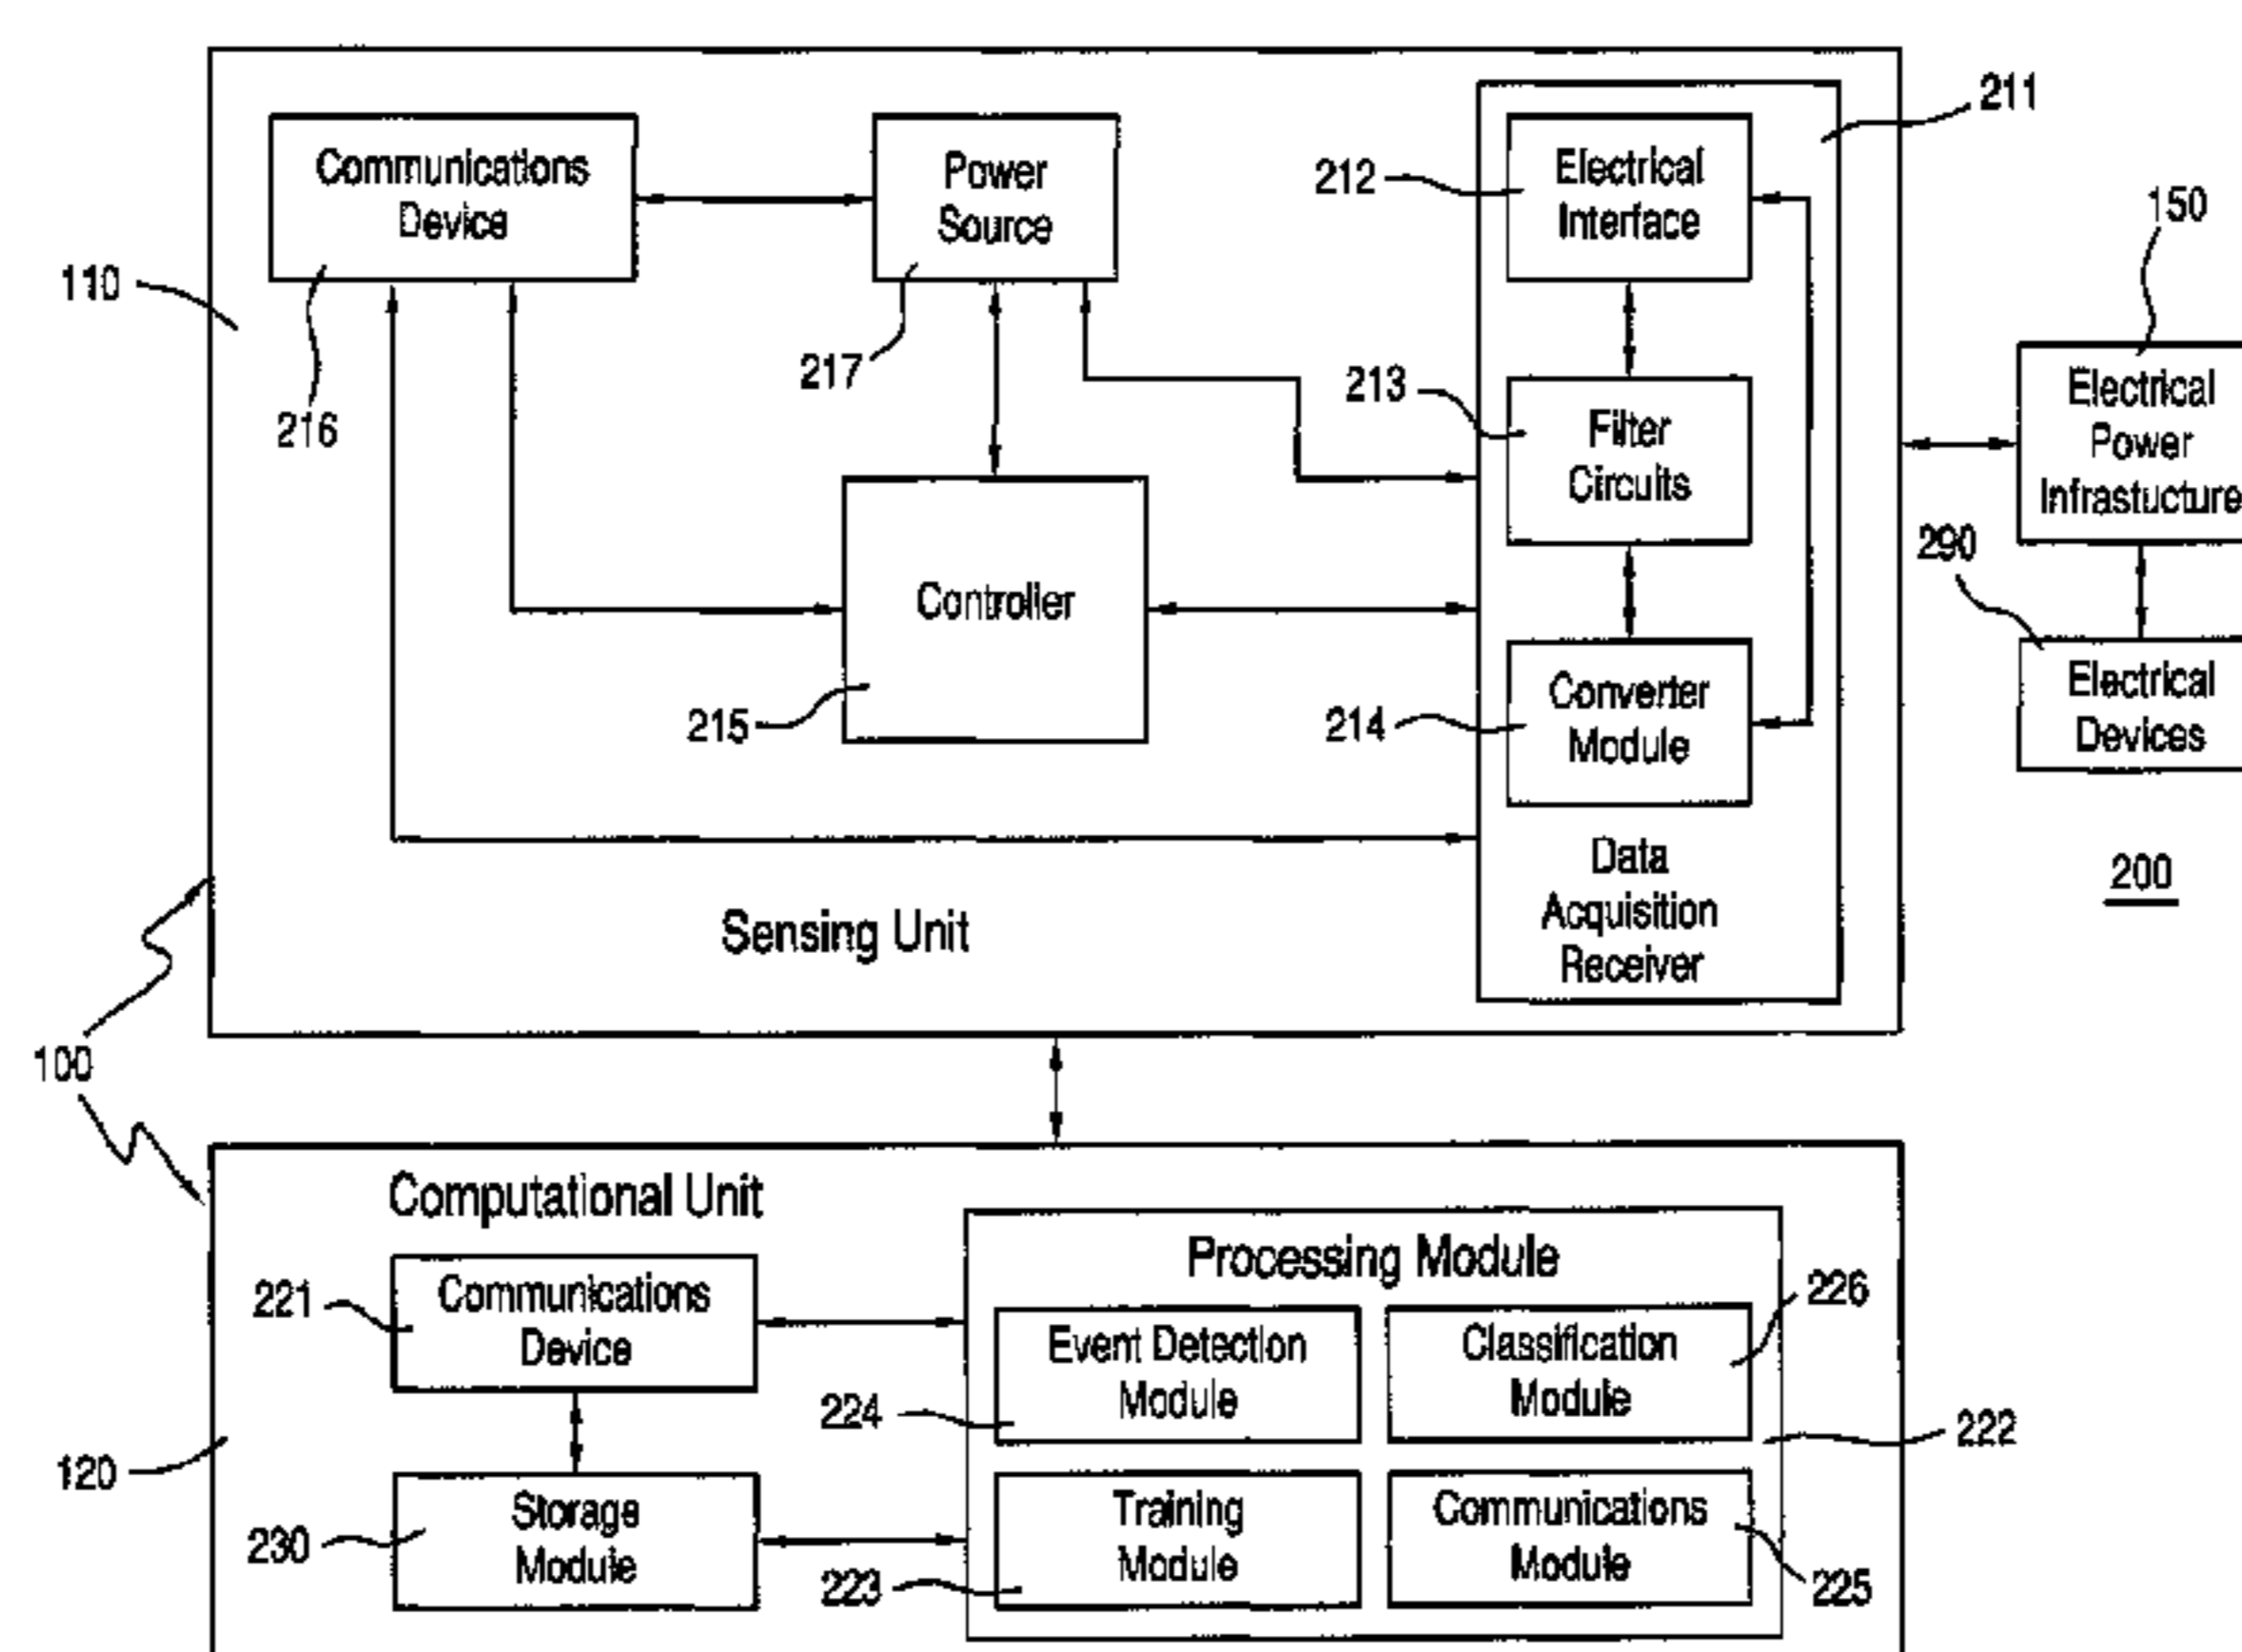 Communications
Device
Power
Source
Electrical
Interface
211
212
150
110
216
217
213
Filter
Circuits
Electrical
Power
Infrastucture
290
Controller
215
214
Converter
Module
Electrical
Devices
Data
Acquisition
Receiver
200
Sensing Unit
100
Computational Unit
Processing Module
221
Communications
Device
Event Detection
Module
Classification
Module
226
224
222
120
230
Storage
Module
Training
Module
Communications
Module
223
225